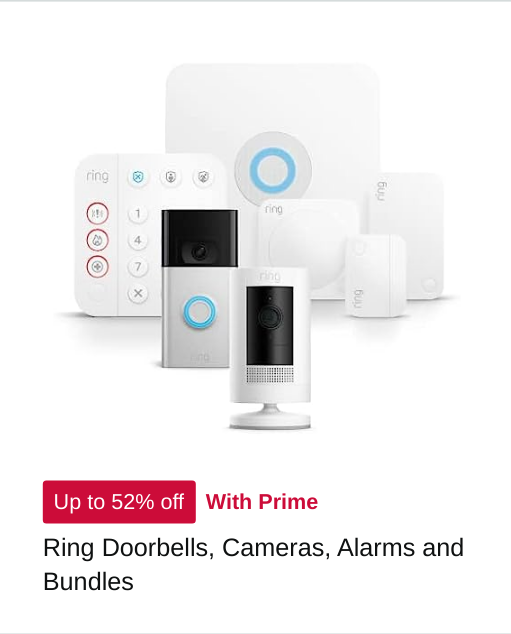 ring
ring
1
4
7
ring
ring
ring
ring
Up to 52% off With Prime
Ring Doorbells, Cameras, Alarms and
Bundles